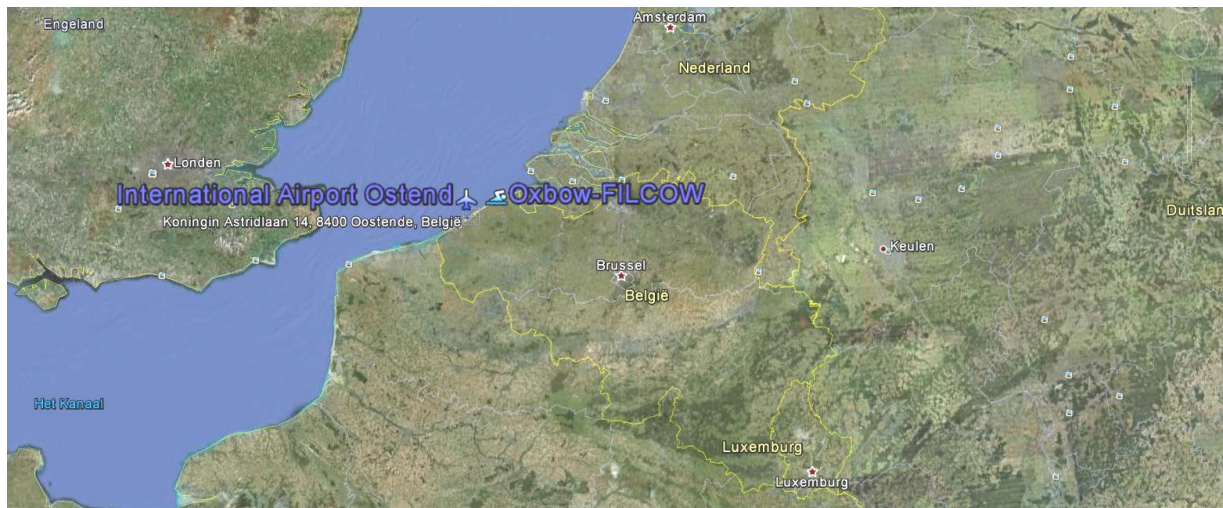 Amsterdam
Engeland
Nederland
Londen
International Airport Ostend
Oxbow-FILCOW
Koningin Astridlaan 14, 8400 Oostende, België
Duitslan
Keulen
Brussel
België
Het Kanaal
Luxemburg
Luxemburg